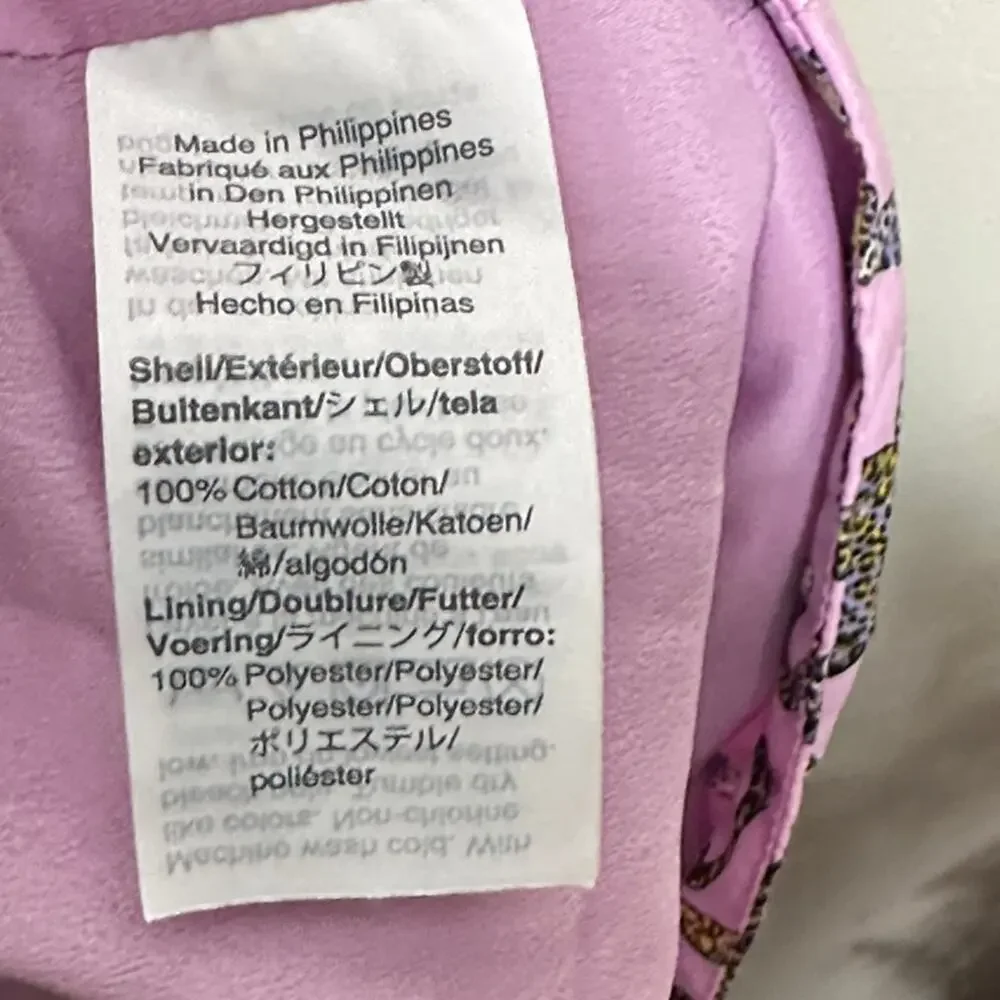 Made in Philippines
Fabriqué aux Philippines
in Den Philippinen
Hergestellt
Vervaardigd in Filipijnen
フィリピン製
Hecho en Filipinas
Shell/Extérieur/Oberstoff/
Buitenkant/シェル/tela
exterior:
100% Cotton/Coton/
Baumwolle/Katoen/
綿/algodón
Lining/Doublure/Futter/
Voering/ライニング/forro:
100% Polyester/Polyester/
Polyester/Polyester/
ポリエステル/
poliéster